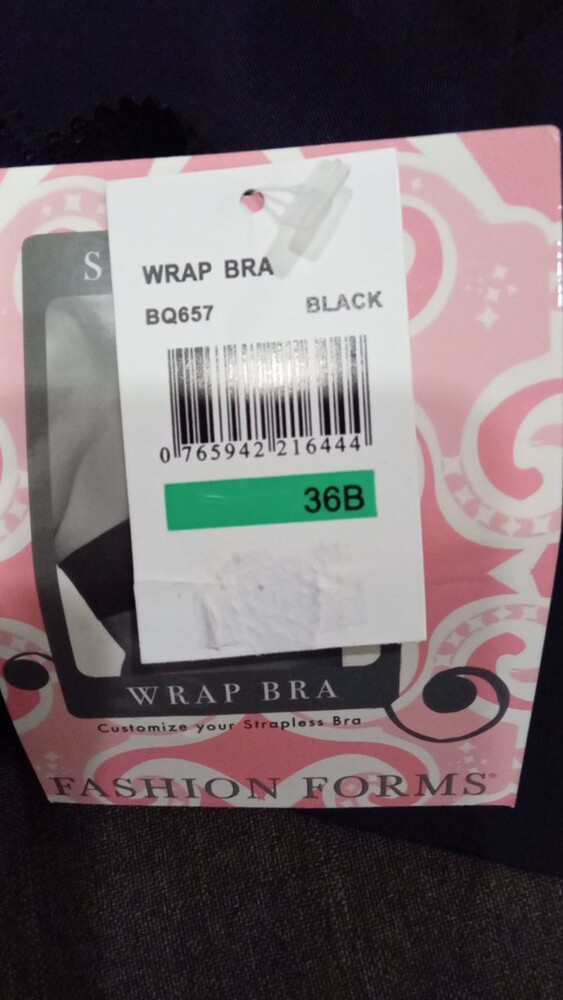 S
WRAP BRA
BQ657 BLACK
0 765942 216444
36B
WRAP BRA
Customize your Strapless Bra
FASHION FORMS®